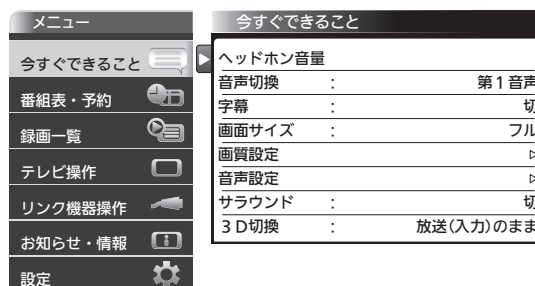 メニュー
今すぐできること
番組表・予約
録画一覧
テレビ操作
リンク機器操作
お知らせ・情報
設定
今すぐできること
ヘッドホン音量
音声切換 : 第1音声
字幕 : 切
画面サイズ : フル
画質設定
音声設定
サラウンド : 切
3D切換 : 放送(入力)のまま